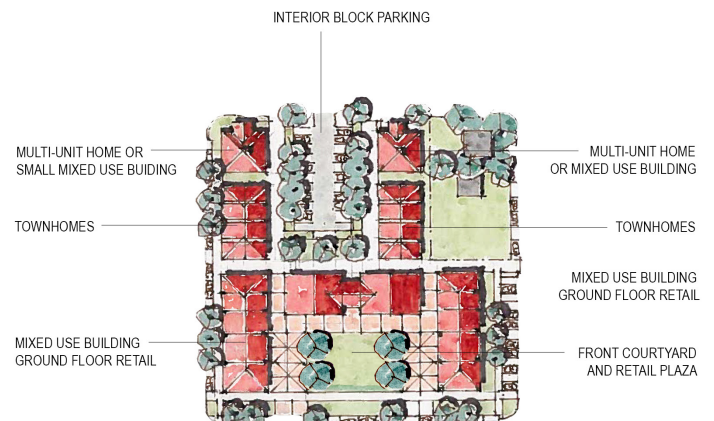 INTERIOR BLOCK PARKING
MULTI-UNIT HOME OR
SMALL MIXED USE BUIDING
TOWNHOMES
MIXED USE BUILDING
GROUND FLOOR RETAIL
MULTI-UNIT HOME
OR MIXED USE BUILDING
TOWNHOMES
MIXED USE BUILDING
GROUND FLOOR RETAIL
FRONT COURTYARD
AND RETAIL PLAZA